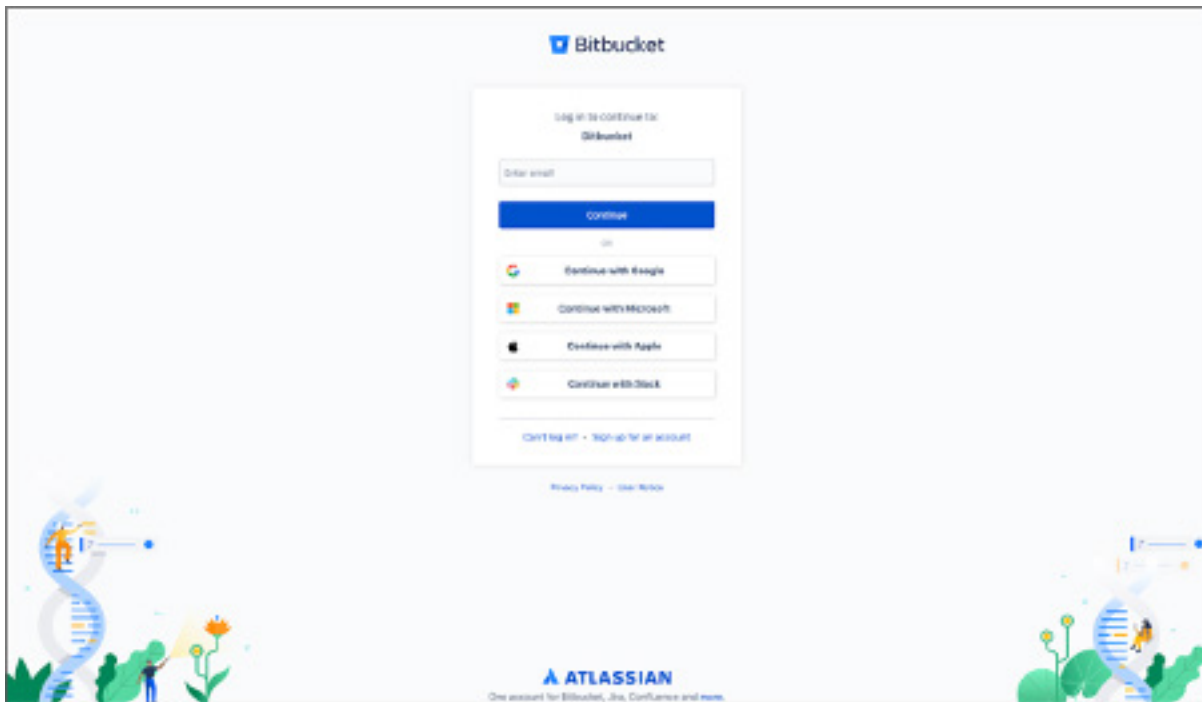 Bitbucket
Log in to continue to:
Bitbucket
Enter email
Continue
OR
Continue with Google
Continue with Microsoft
Continue with Apple
Continue with Slack
Can't log in? • Sign up for an account
Privacy Policy • User Notice
ATLASSIAN
One account for Bitbucket, Jira, Confluence and more.